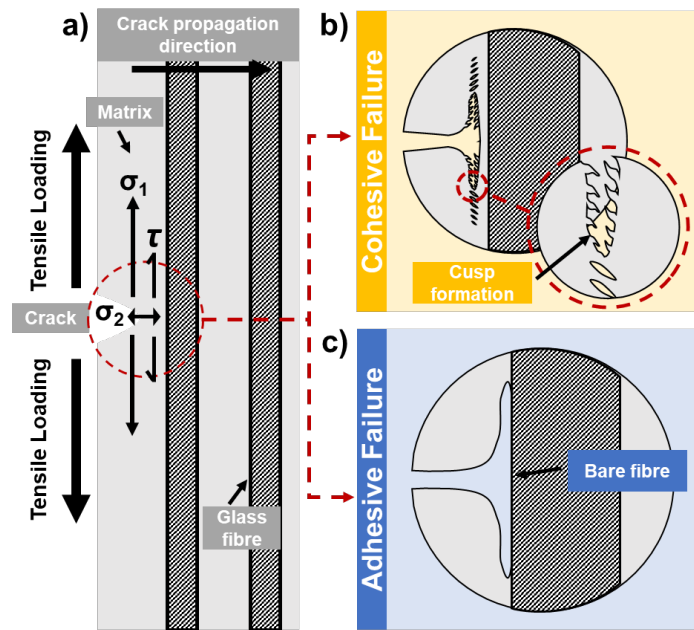 a)
Crack propagation
direction
Matrix
Tensile Loading
σ1
τ
Crack
σ2
Tensile Loading
Glass
fibre
b)
Cohesive Failure
Cusp
formation
c)
Adhesive Failure
Bare fibre